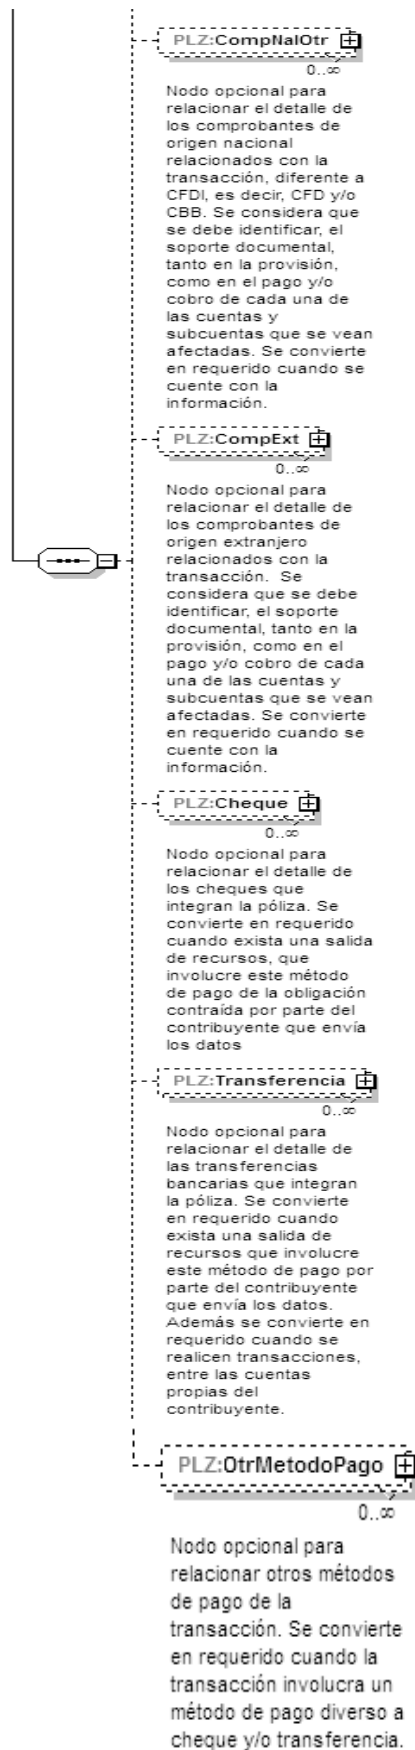 PLZ:CompNalOtr
0..∞
Nodo opcional para
relacionar el detalle de
los comprobantes de
origen nacional
relacionados con la
transacción, diferente a
CFDI, es decir, CFD y/o
CBB. Se considera que
se debe identificar, el
soporte documental,
tanto en la provisión,
como en el pago y/o
cobro de cada una de
las cuentas y
subcuentas que se vean
afectadas. Se convierte
en requerido cuando se
cuente con la
información.
PLZ:CompExt
0..∞
Nodo opcional para
relacionar el detalle de
los comprobantes de
origen extranjero
relacionados con la
transacción. Se
considera que se debe
identificar, el soporte
documental, tanto en la
provisión, como en el
pago y/o cobro de cada
una de las cuentas y
subcuentas que se vean
afectadas. Se convierte
en requerido cuando se
cuente con la
información.
PLZ:Cheque
0..∞
Nodo opcional para
relacionar el detalle de
los cheques que
integran la póliza. Se
convierte en requerido
cuando exista una salida
de recursos, que
involucre este método
de pago de la obligación
contraída por parte del
contribuyente que envía
los datos
PLZ:Transferencia
0..∞
Nodo opcional para
relacionar el detalle de
las transferencias
bancarias que integran
la póliza. Se convierte
en requerido cuando
exista una salida de
recursos que involucre
este método de pago por
parte del contribuyente
que envía los datos.
Además se convierte en
requerido cuando se
realicen transacciones,
entre las cuentas
propias del
contribuyente.
PLZ:OtrMetodoPago
0..∞
Nodo opcional para
relacionar otros métodos
de pago de la
transacción. Se convierte
en requerido cuando la
transacción involucra un
método de pago diverso a
cheque y/o transferencia.